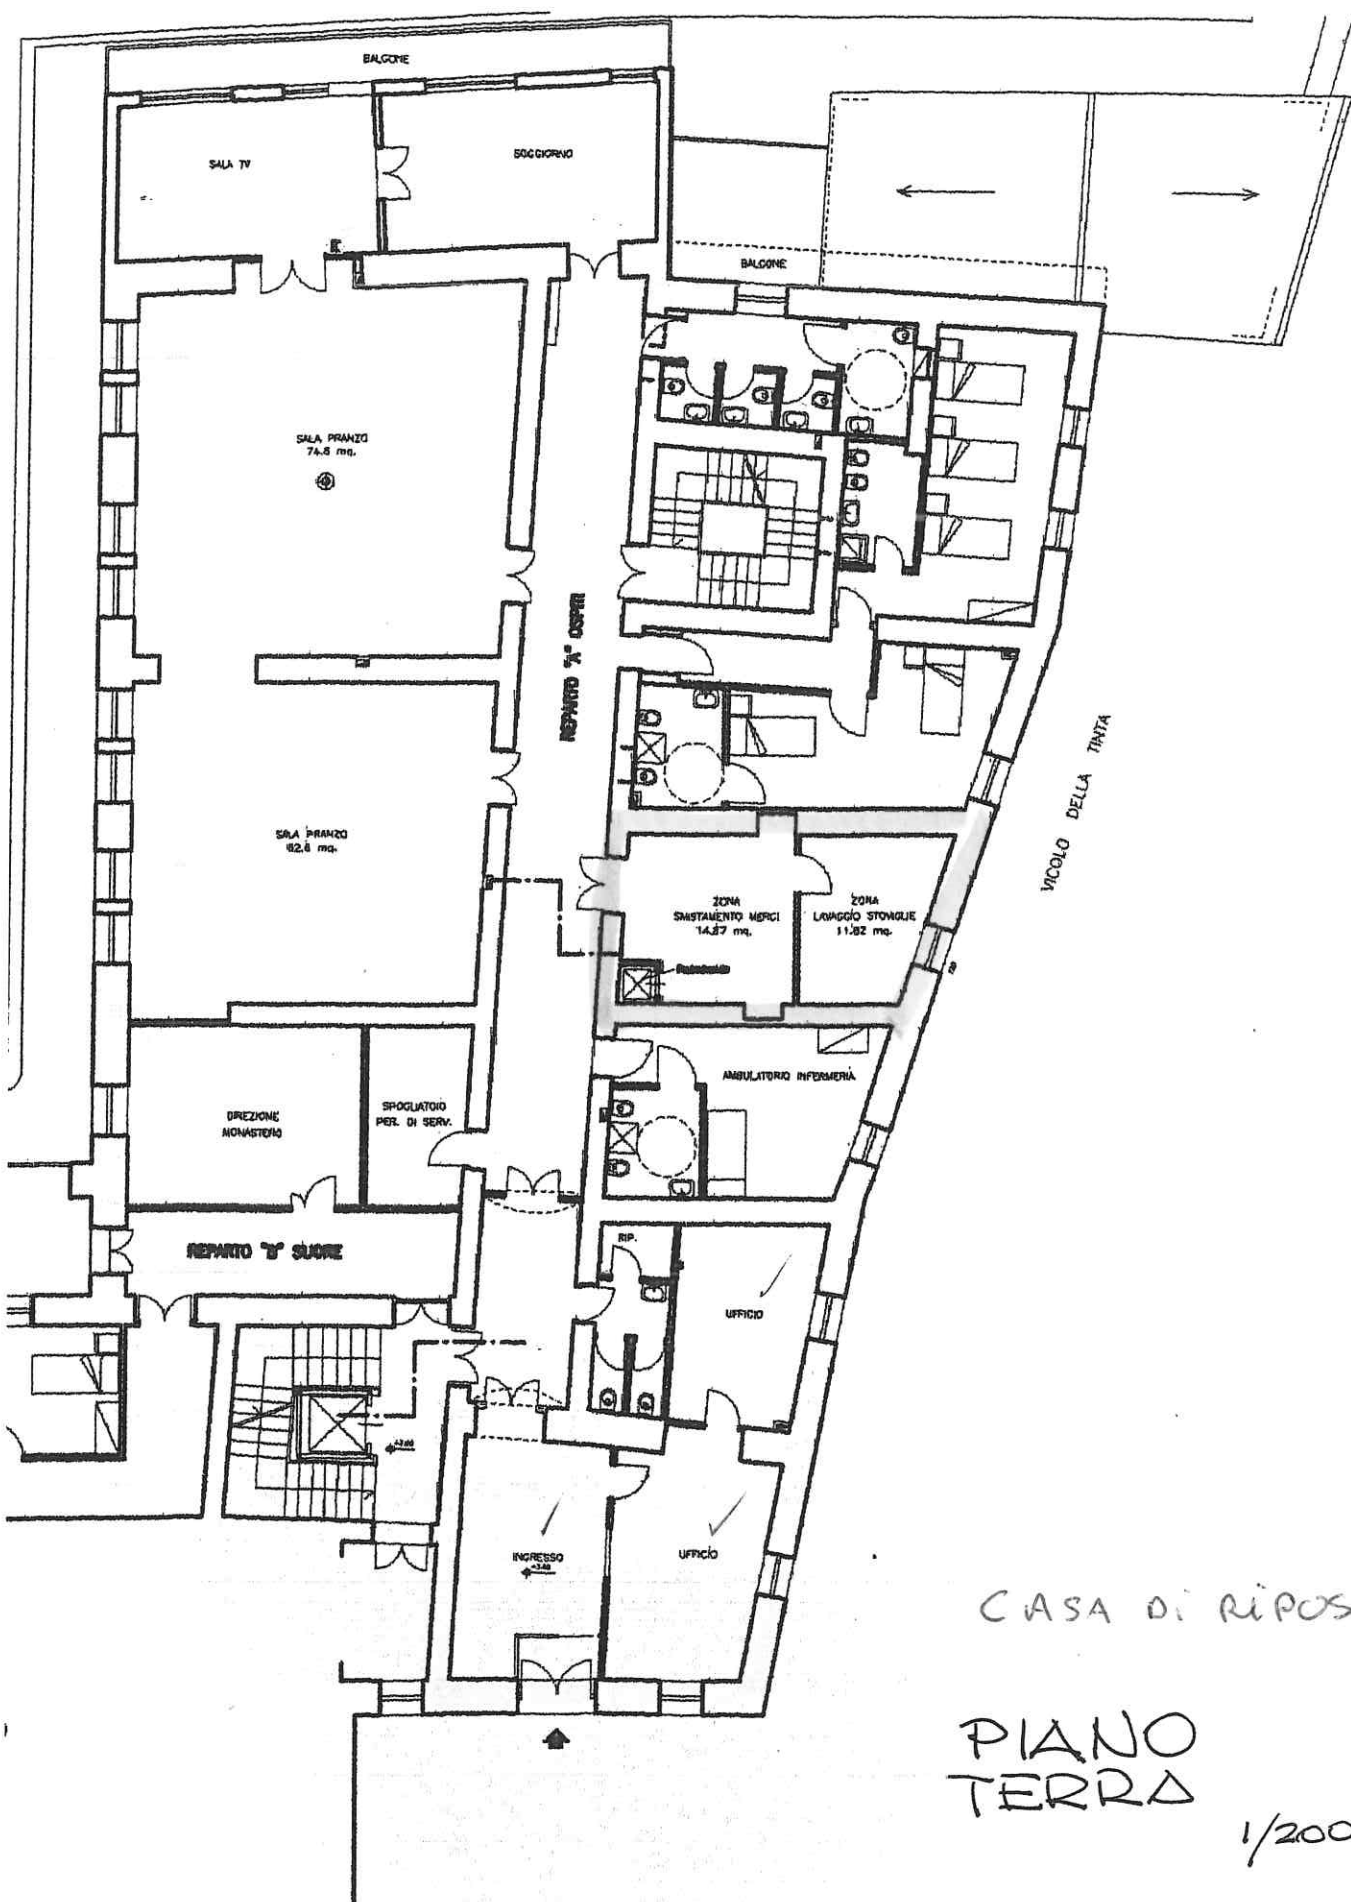 BALCONE
SALA TV
SOGGIORNO
BALCONE
SALA PRANZO
74.6 mq.
REPARTO "A" OSPITI
VICOLO DELLA TINTA
SALA PRANZO
62.6 mq.
ZONA
SMISTAMENTO MERCI
14.87 mq.
ZONA
LAVAGGIO STOVIGLIE
11.82 mq.
AMBULATORIO INFERMERIA
DIREZIONE
MONASTERO
SPOGLIATOIO
PER. DI SERV.
REPARTO "B" SUORE
RIP.
UFFICIO
INGRESSO
UFFICIO
CASA Di RiPOS
PIANO
TERRA
1/200